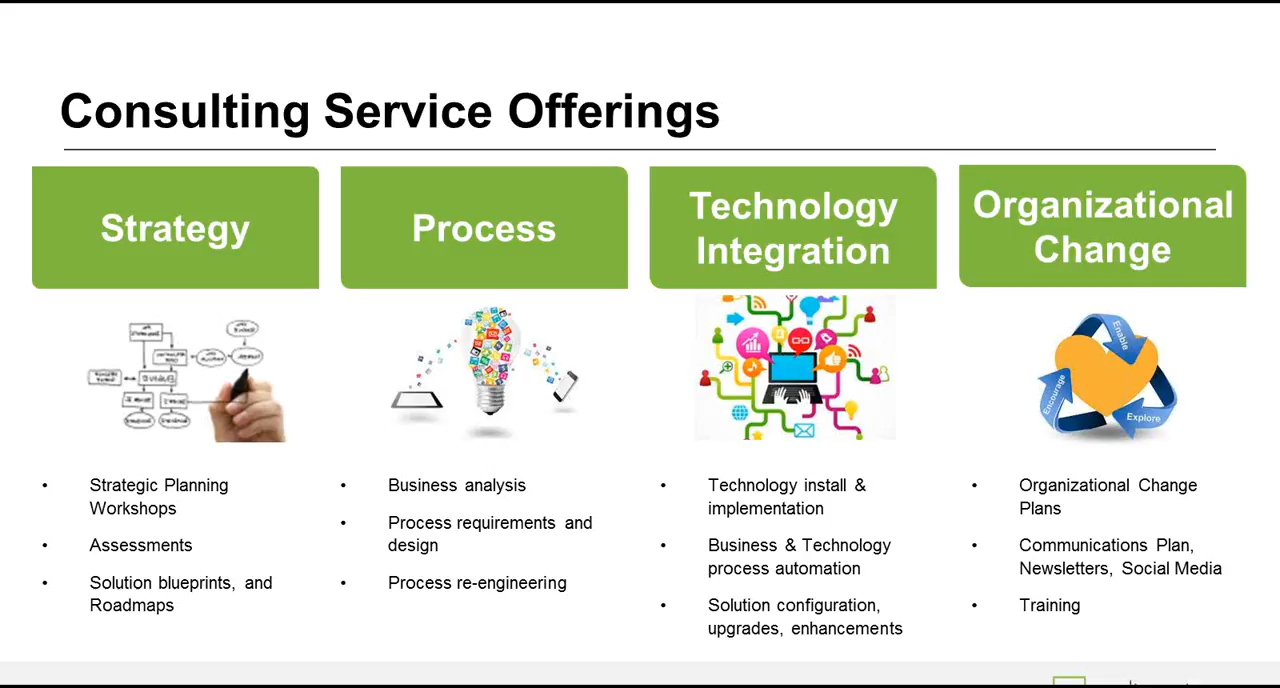 Consulting Service Offerings
Strategy
Process
Technology
Integration
Organizational
Change
Enable
Encourage
Explore
• Strategic Planning
Workshops
• Assessments
• Solution blueprints, and
Roadmaps
• Business analysis
• Process requirements and
design
• Process re-engineering
• Technology install &
implementation
• Business & Technology
process automation
• Solution configuration,
upgrades, enhancements
• Organizational Change
Plans
• Communications Plan,
Newsletters, Social Media
• Training